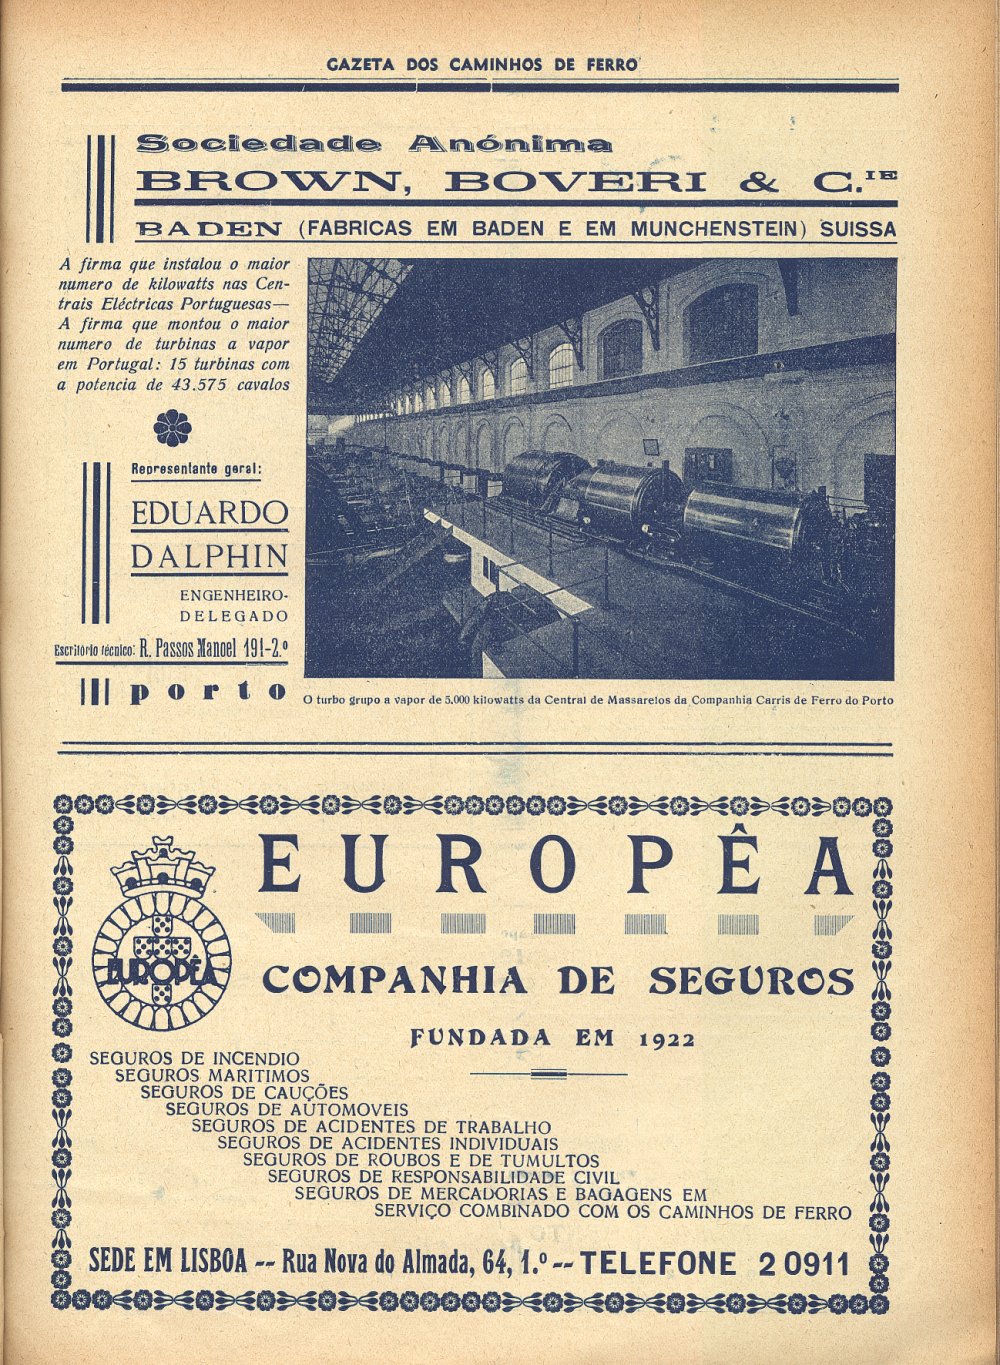 GAZETA DOS CAMINHOS DE FERRO
Sociedade Anónima
BROWN, BOVERI & C.IE
BADEN (FABRICAS EM BADEN E EM MUNCHENSTEIN) SUISSA
A firma que instalou o maior
numero de kilowatts nas Cen-
trais Eléctricas Portuguesas—
A firma que montou o maior
numero de turbinas a vapor
em Portugal: 15 turbinas com
a potencia de 43.575 cavalos
Representante geral:
EDUARDO
DALPHIN
ENGENHEIRO-
DELEGADO
Escritório técnico: R. Passos Manoel 191-2.º
porto
O turbo grupo a vapor de 5.000 kilowatts da Central de Massarelos da Companhia Carris de Ferro do Porto
EUROPÊA
EUROPÊA
COMPANHIA DE SEGUROS
FUNDADA EM 1922
SEGUROS DE INCENDIO
SEGUROS MARITIMOS
SEGUROS DE CAUÇÕES
SEGUROS DE AUTOMOVEIS
SEGUROS DE ACIDENTES DE TRABALHO
SEGUROS DE ACIDENTES INDIVIDUAIS
SEGUROS DE ROUBOS E DE TUMULTOS
SEGUROS DE RESPONSABILIDADE CIVIL
SEGUROS DE MERCADORIAS E BAGAGENS EM
SERVIÇO COMBINADO COM OS CAMINHOS DE FERRO
SEDE EM LISBOA -- Rua Nova do Almada, 64, 1.º -- TELEFONE 20911